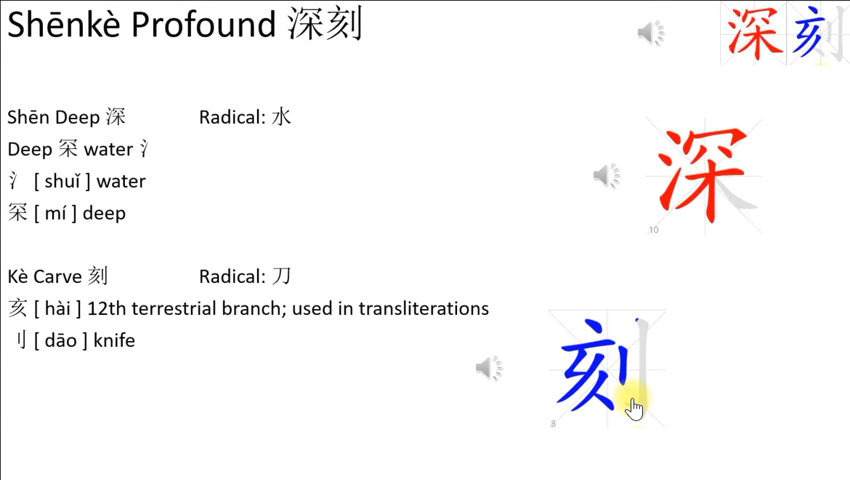 Shēnkè Profound 深刻
深刻
Shēn Deep 深 Radical: 水
Deep 罙 water 氵
氵 [ shuǐ ] water
罙 [ mí ] deep
深
10
Kè Carve 刻 Radical: 刀
亥 [ hài ] 12th terrestrial branch; used in transliterations
刂 [ dāo ] knife
刻
8